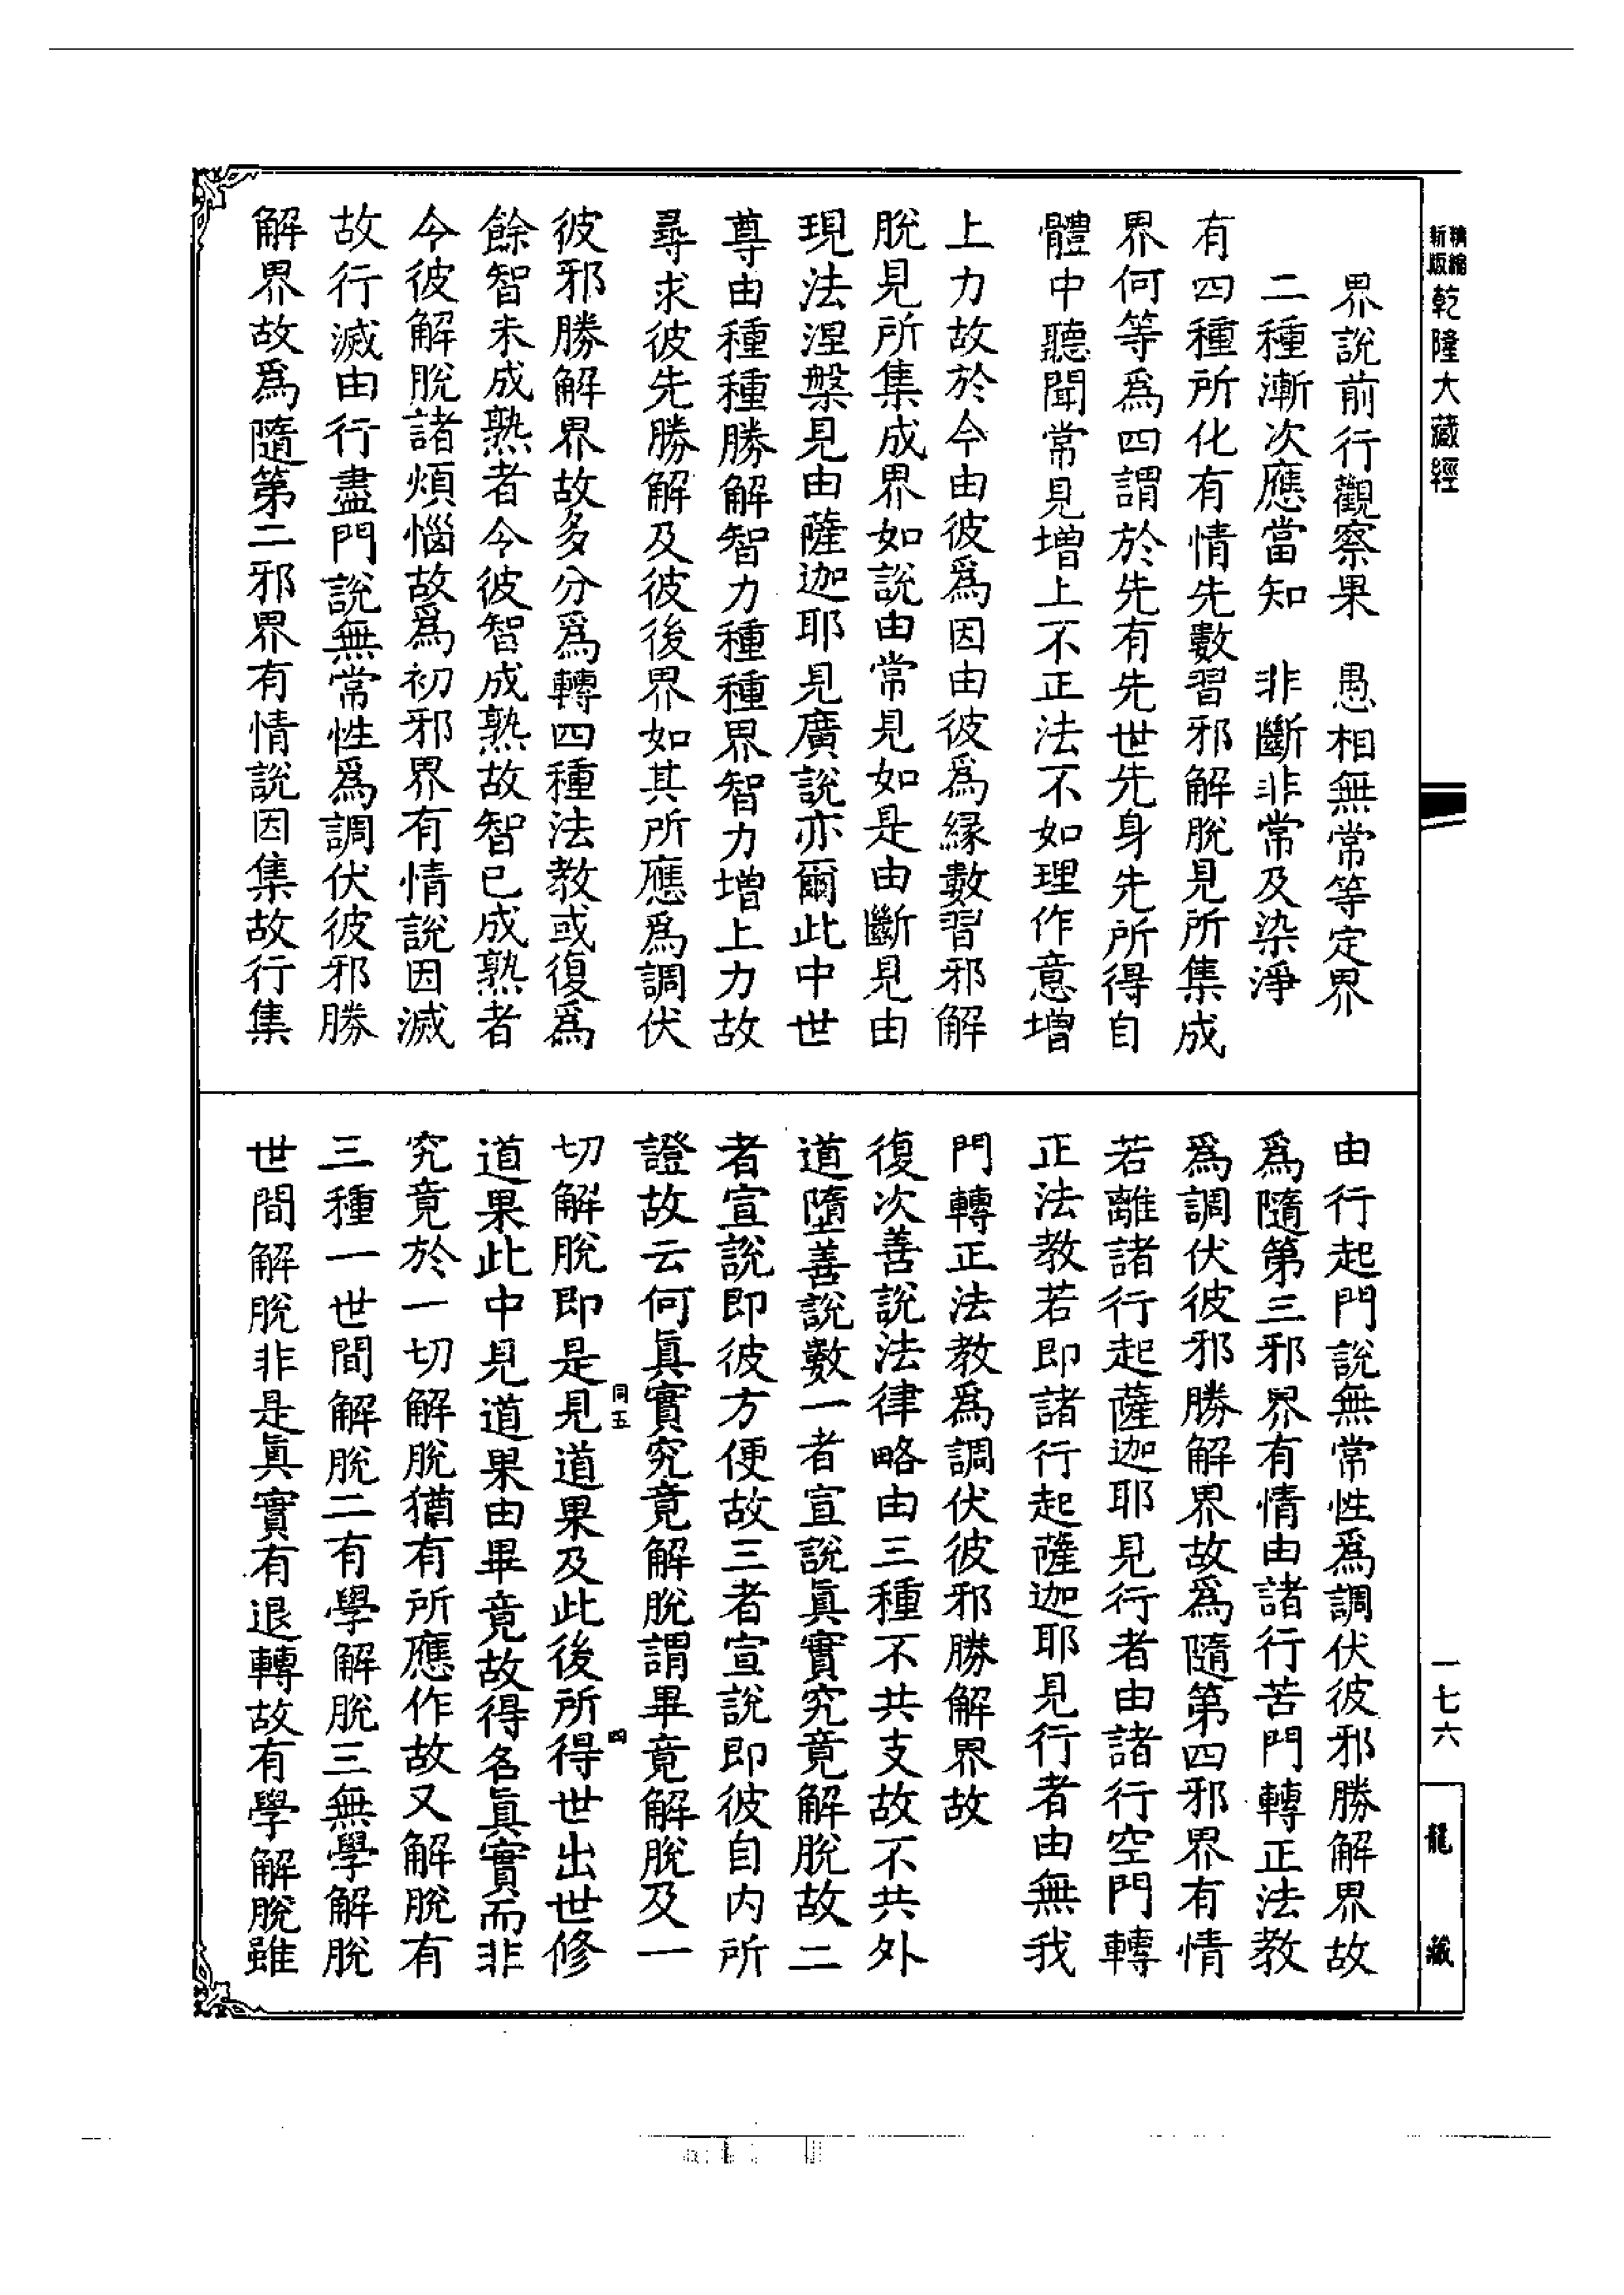 精縮
新版
乾隆大藏經
界說前行觀察果　愚相無常等定界
二種漸次應當知　非斷非常及染淨
有四種所化有情先數習邪解脫見所集成
界何等爲四謂於先有先世先身先所得自
體中聽聞常見增上不正法不如理作意增
上力故於今由彼爲因由彼爲緣數習邪解
脫見所集成界如說由常見如是由斷見由
現法涅槃見由薩迦耶見廣說亦爾此中世
尊由種種勝解智力種種界智力增上力故
尋求彼先勝解及彼後界如其所應爲調伏
彼邪勝解界故多分爲轉四種法教或復爲
餘智未成熟者今彼智成熟故智已成熟者
今彼解脫諸煩惱故爲初邪界有情說因滅
故行滅由行盡門說無常性爲調伏彼邪勝
解界故爲隨第二邪界有情說因集故行集
由行起門說無常性爲調伏彼邪勝解界故
爲隨第三邪界有情由諸行苦門轉正法教
爲調伏彼邪勝解界故爲隨第四邪界有情
若離諸行起薩迦耶見行者由諸行空門轉
正法教若即諸行起薩迦耶見行者由無我
門轉正法教爲調伏彼邪勝解界故
復次善說法律略由三種不共支故不共外
道墮善說數一者宣說眞實究竟解脫故二
者宣說即彼方便故三者宣說即彼自內所
證故云何眞實究竟解脫謂畢竟解脫及一
同五
切解脫即是見道果及此後所得世出世修
四
道果此中見道果由畢竟故得名眞實而非
究竟於一切解脫猶有所應作故又解脫有
三種一世間解脫二有學解脫三無學解脫
世間解脫非是眞實有退轉故有學解脫雖
一七六
龍藏